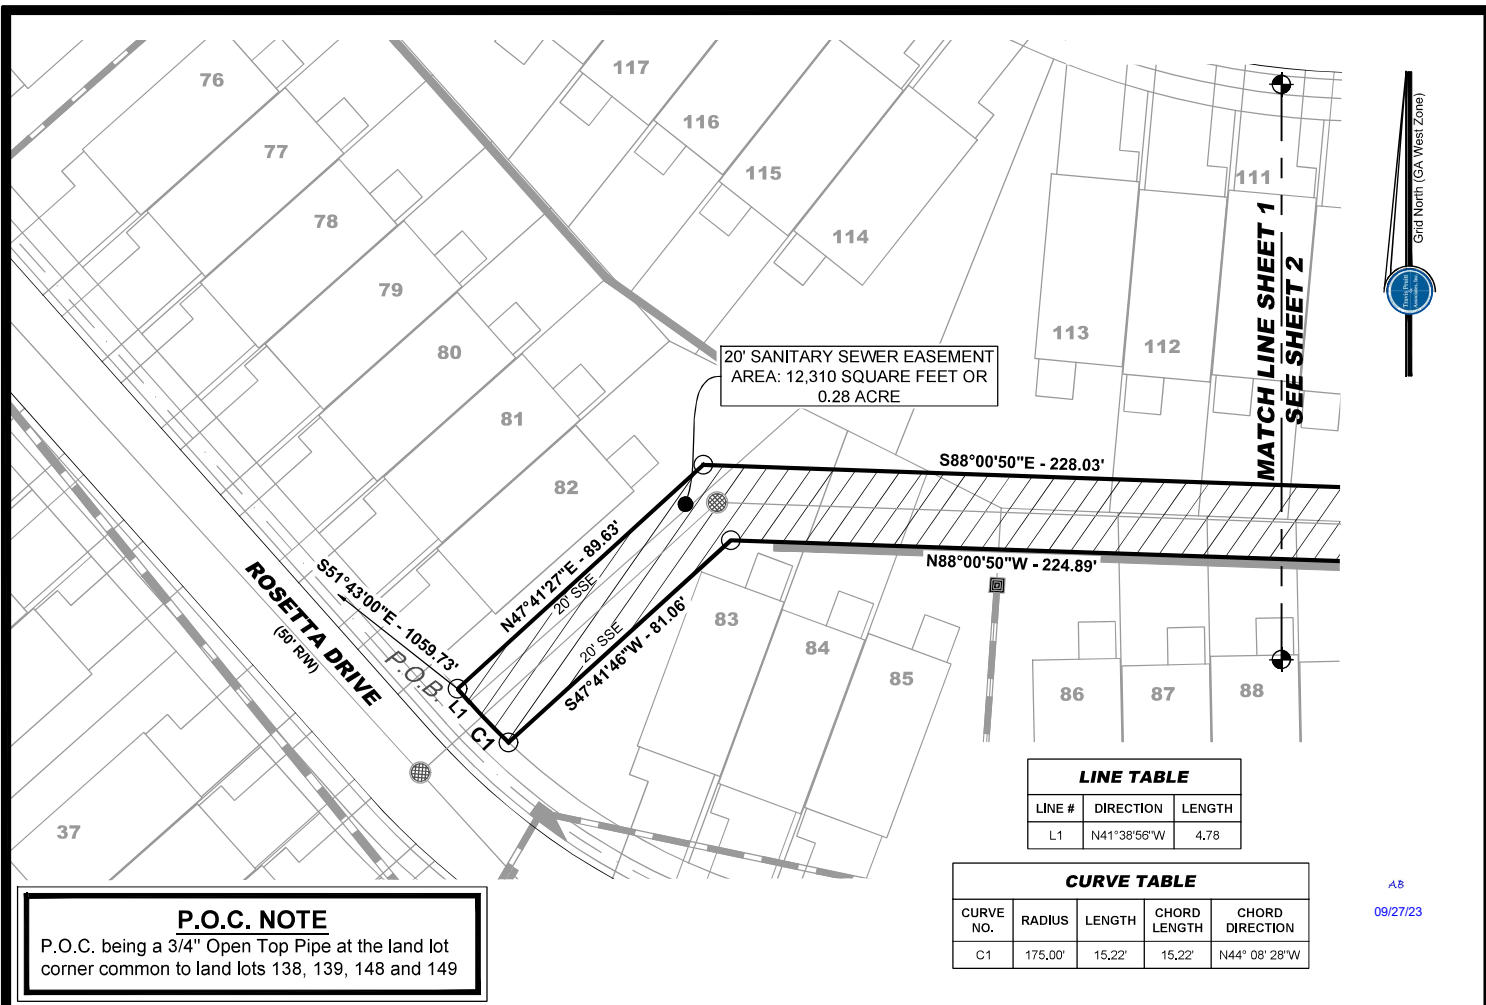 76
77
78
79
80
81
82
37
117
116
115
114
113
112
111
83
84
85
86
87
88
20' SANITARY SEWER EASEMENT
AREA: 12,310 SQUARE FEET OR
0.28 ACRE
MATCH LINE SHEET 1
SEE SHEET 2
Grid North (GA West Zone)
S88°00'50"E - 228.03'
N88°00'50"W - 224.89'
N47°41'27"E - 89.63'
20' SSE
20' SSE
S47°41'46"W - 81.06'
S51°43'00"E - 1059.73'
P.O.B.
L1
C1
ROSETTA DRIVE
(50' R/W)
LINE TABLE
LINE # DIRECTION LENGTH
L1 N41°38'56"W 4.78
CURVE TABLE
CURVE NO. RADIUS LENGTH CHORD LENGTH CHORD DIRECTION
C1 175.00' 15.22' 15.22' N44° 08' 28"W
AB
09/27/23
P.O.C. NOTE
P.O.C. being a 3/4" Open Top Pipe at the land lot
corner common to land lots 138, 139, 148 and 149